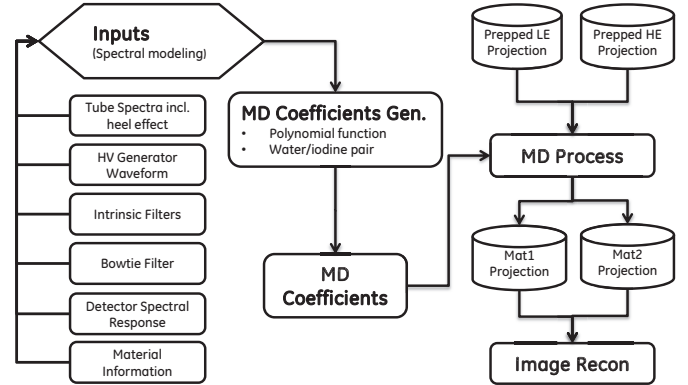 Inputs
(Spectral modeling)
Tube Spectra incl.
heel effect
HV Generator
Waveform
Intrinsic Filters
Bowtie Filter
Detector Spectral
Response
Material
Information
MD Coefficients Gen.
• Polynomial function
• Water/iodine pair
MD
Coefficients
Prepped LE
Projection
Prepped HE
Projection
MD Process
Mat1
Projection
Mat2
Projection
Image Recon